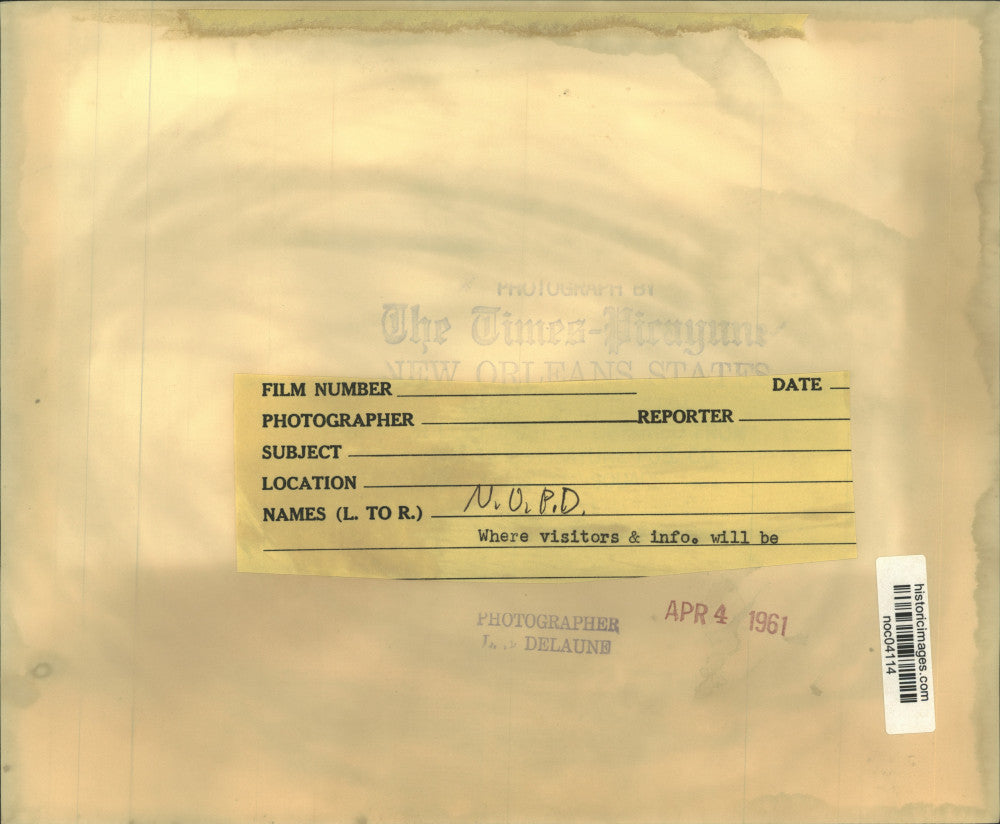 PHOTOGRAPH BY
The Times-Picayune
NEW ORLEANS STATES
FILM NUMBER DATE
PHOTOGRAPHER REPORTER
SUBJECT
LOCATION
NAMES (L. TO R.) N.O.P.D.
Where visitors & info. will be
PHOTOGRAPHER
DELAUNE
APR 4 1961
historicimages.com
noc04114